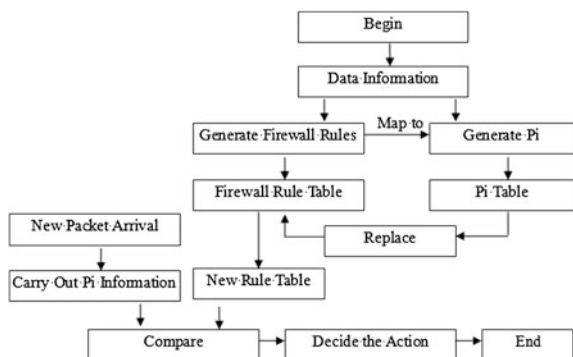 Begin
Data Information
Map to
Generate Firewall Rules
Generate Pi
Firewall Rule Table
Pi Table
New Packet Arrival
Replace
Carry Out Pi Information
New Rule Table
Compare
Decide the Action
End